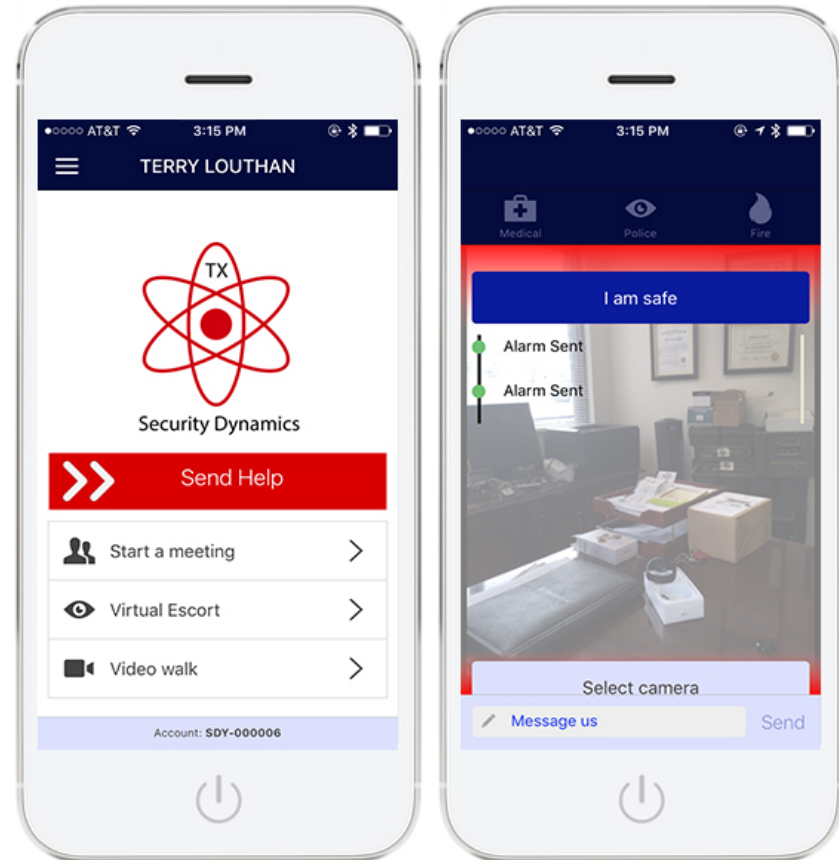 AT&T 3:15 PM
TERRY LOUTHAN
TX
Security Dynamics
Send Help
Start a meeting
Virtual Escort
Video walk
Account: SDY-000006
AT&T 3:15 PM
Medical Police Fire
I am safe
Alarm Sent
Alarm Sent
Select camera
Message us Send